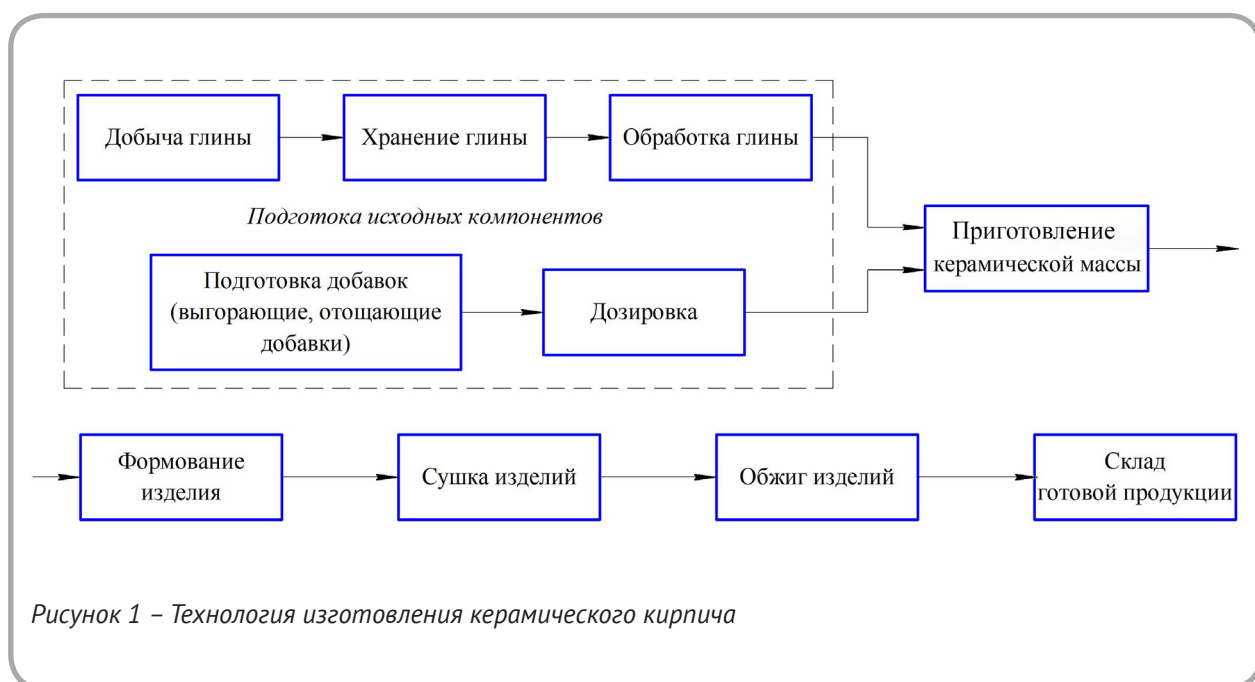 Добыча глины
Хранение глины
Обработка глины
Подготока исходных компонентов
Подготовка добавок
(выгорающие, отощающие
добавки)
Дозировка
Приготовление
керамической массы
Формование
изделия
Сушка изделий
Обжиг изделий
Склад
готовой продукции
Рисунок 1 – Технология изготовления керамического кирпича